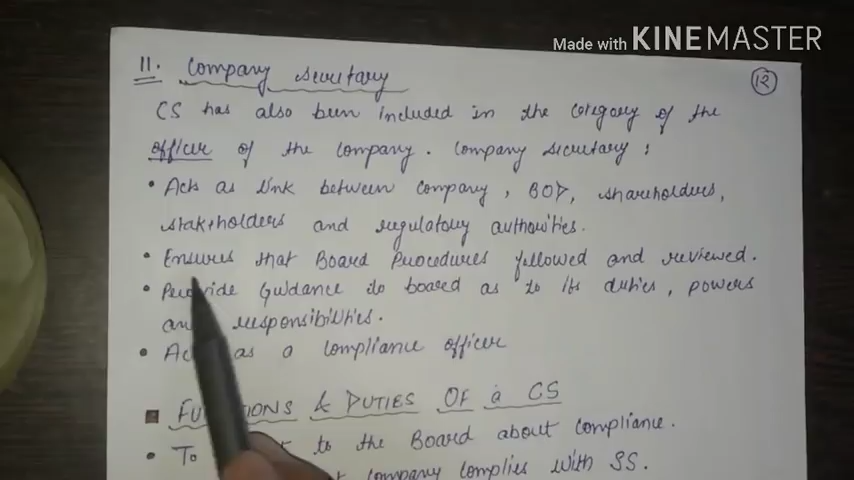 Made with KINEMASTER
11. Company Secretary
12
CS has also been included in the category of the
officer of the company. Company secretary:
• Acts as link between company, BOD, shareholders,
stakeholders and regulatory authorities.
• Ensures that Board Procedures followed and reviewed.
• Provide Guidance to board as to its duties, powers
and responsibilities.
• as a compliance officer
FUNCTIONS & DUTIES OF a CS
• To to the Board about compliance.
company complies with SS.